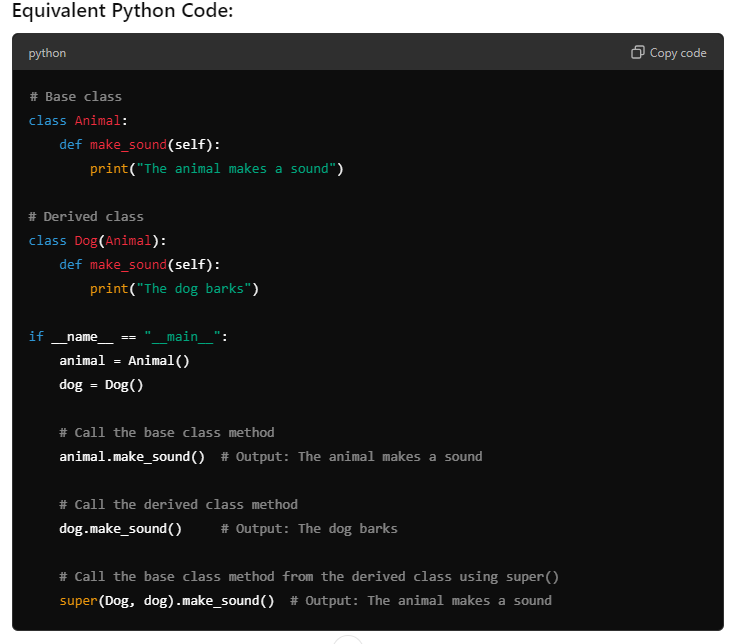 Equivalent Python Code:
python
Copy code
# Base class
class Animal:
    def make_sound(self):
        print("The animal makes a sound")
# Derived class
class Dog(Animal):
    def make_sound(self):
        print("The dog barks")
if __name__ == "__main__":
    animal = Animal()
    dog = Dog()
    # Call the base class method
    animal.make_sound()  # Output: The animal makes a sound
    # Call the derived class method
    dog.make_sound()     # Output: The dog barks
    # Call the base class method from the derived class using super()
    super(Dog, dog).make_sound()  # Output: The animal makes a sound